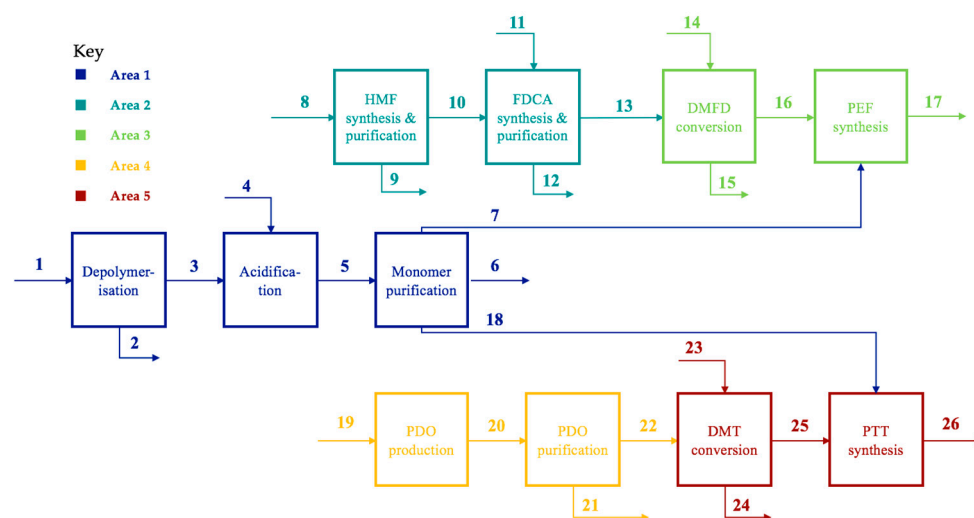 Key
Area 1
Area 2
Area 3
Area 4
Area 5
11
14
8
HMF
synthesis &
purification
10
FDCA
synthesis &
purification
13
DMFD
conversion
16
PEF
synthesis
17
9
12
15
4
7
1
Depolymer-
isation
3
Acidifica-
tion
5
Monomer
purification
6
2
18
23
19
PDO
production
20
PDO
purification
22
DMT
conversion
25
PTT
synthesis
26
21
24